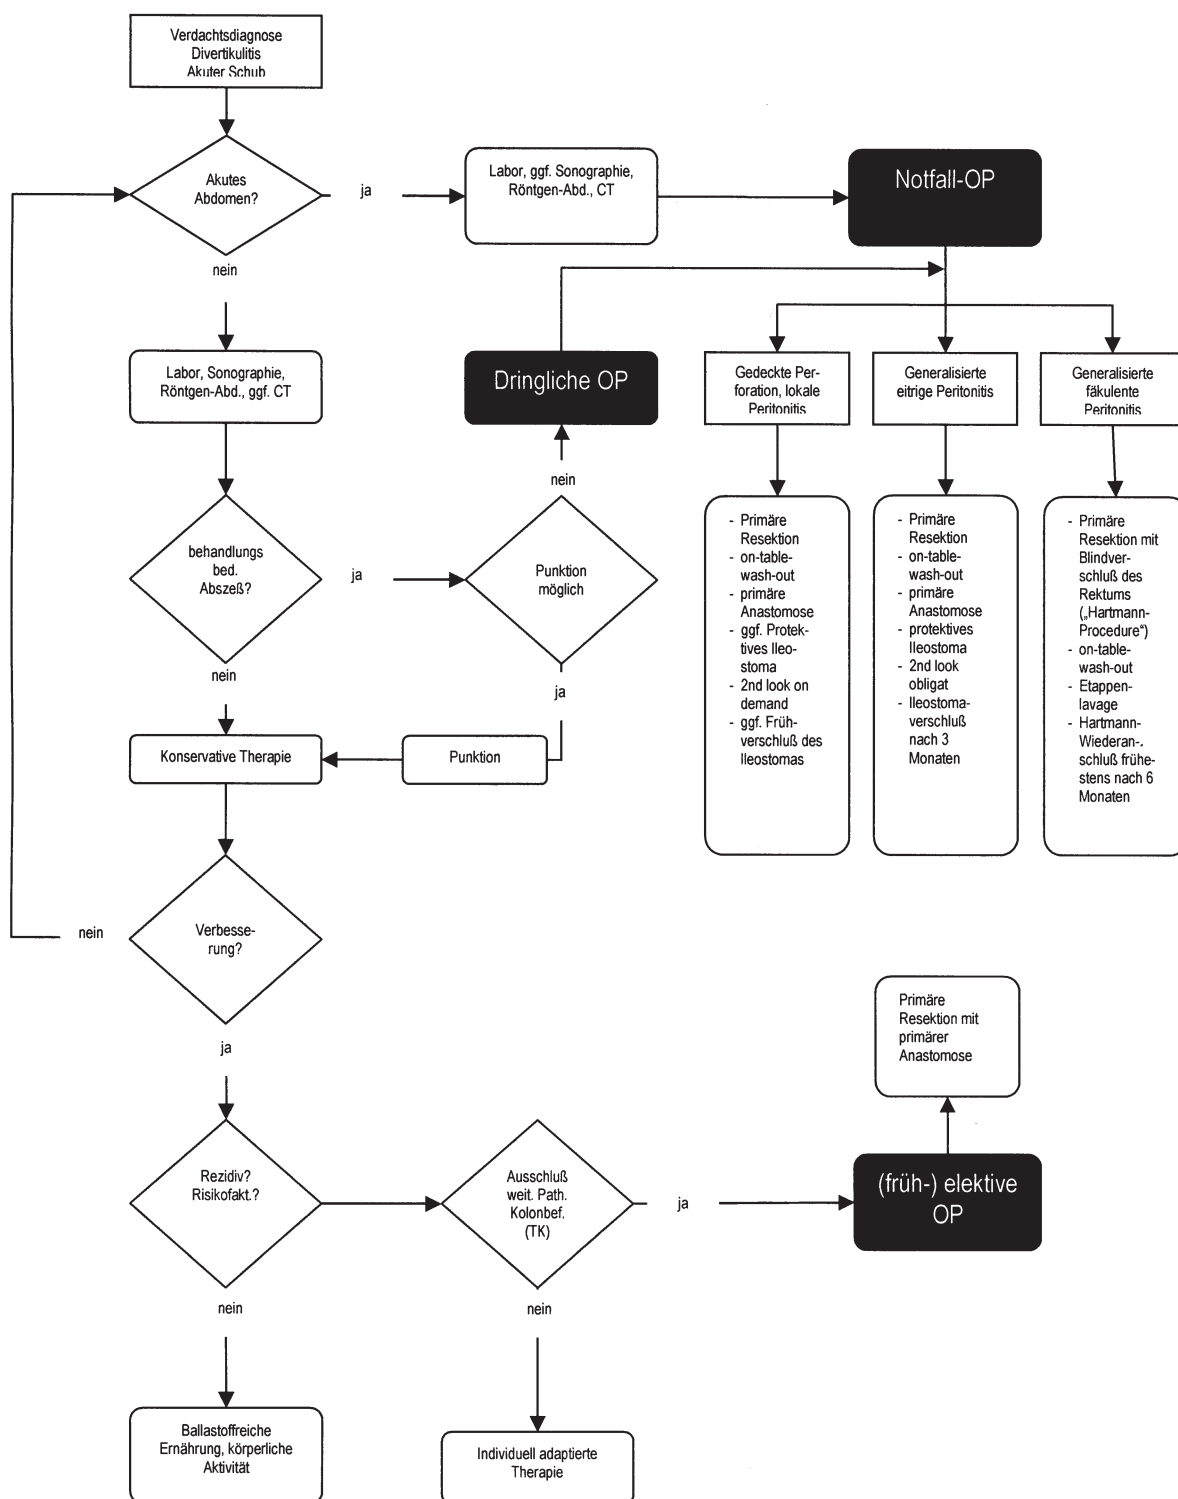 Verdachtsdiagnose
Divertikulitis
Akuter Schub
Akutes
Abdomen?
ja
Labor, ggf. Sonographie,
Röntgen-Abd., CT
Notfall-OP
nein
Labor, Sonographie,
Röntgen-Abd., ggf. CT
Dringliche OP
Gedeckte Per-
foration, lokale
Peritonitis
Generalisierte
eitrige Peritonitis
Generalisierte
fäkulente
Peritonitis
nein
behandlungs
bed.
Abszeß?
ja
Punktion
möglich
- Primäre
Resektion
- on-table-
wash-out
- primäre
Anastomose
- ggf. Protek-
tives Ileo-
stoma
- 2nd look on
demand
- ggf. Früh-
verschluß des
Ileostomas
- Primäre
Resektion
- on-table-
wash-out
- primäre
Anastomose
- protektives
Ileostoma
- 2nd look
obligat
- Ileostoma-
verschluß
nach 3
Monaten
- Primäre
Resektion mit
Blindver-
schluß des
Rektums
(„Hartmann-
Procedure“)
- on-table-
wash-out
- Etappen-
lavage
- Hartmann-
Wiederan-
schluß frühe-
stens nach 6
Monaten
nein
ja
Konservative Therapie
Punktion
Verbesse-
rung?
nein
ja
Primäre
Resektion mit
primärer
Anastomose
Rezidiv?
Risikofakt.?
Ausschluß
weit. Path.
Kolonbef.
(TK)
ja
(früh-) elektive
OP
nein
nein
Ballastoffreiche
Ernährung, körperliche
Aktivität
Individuell adaptierte
Therapie